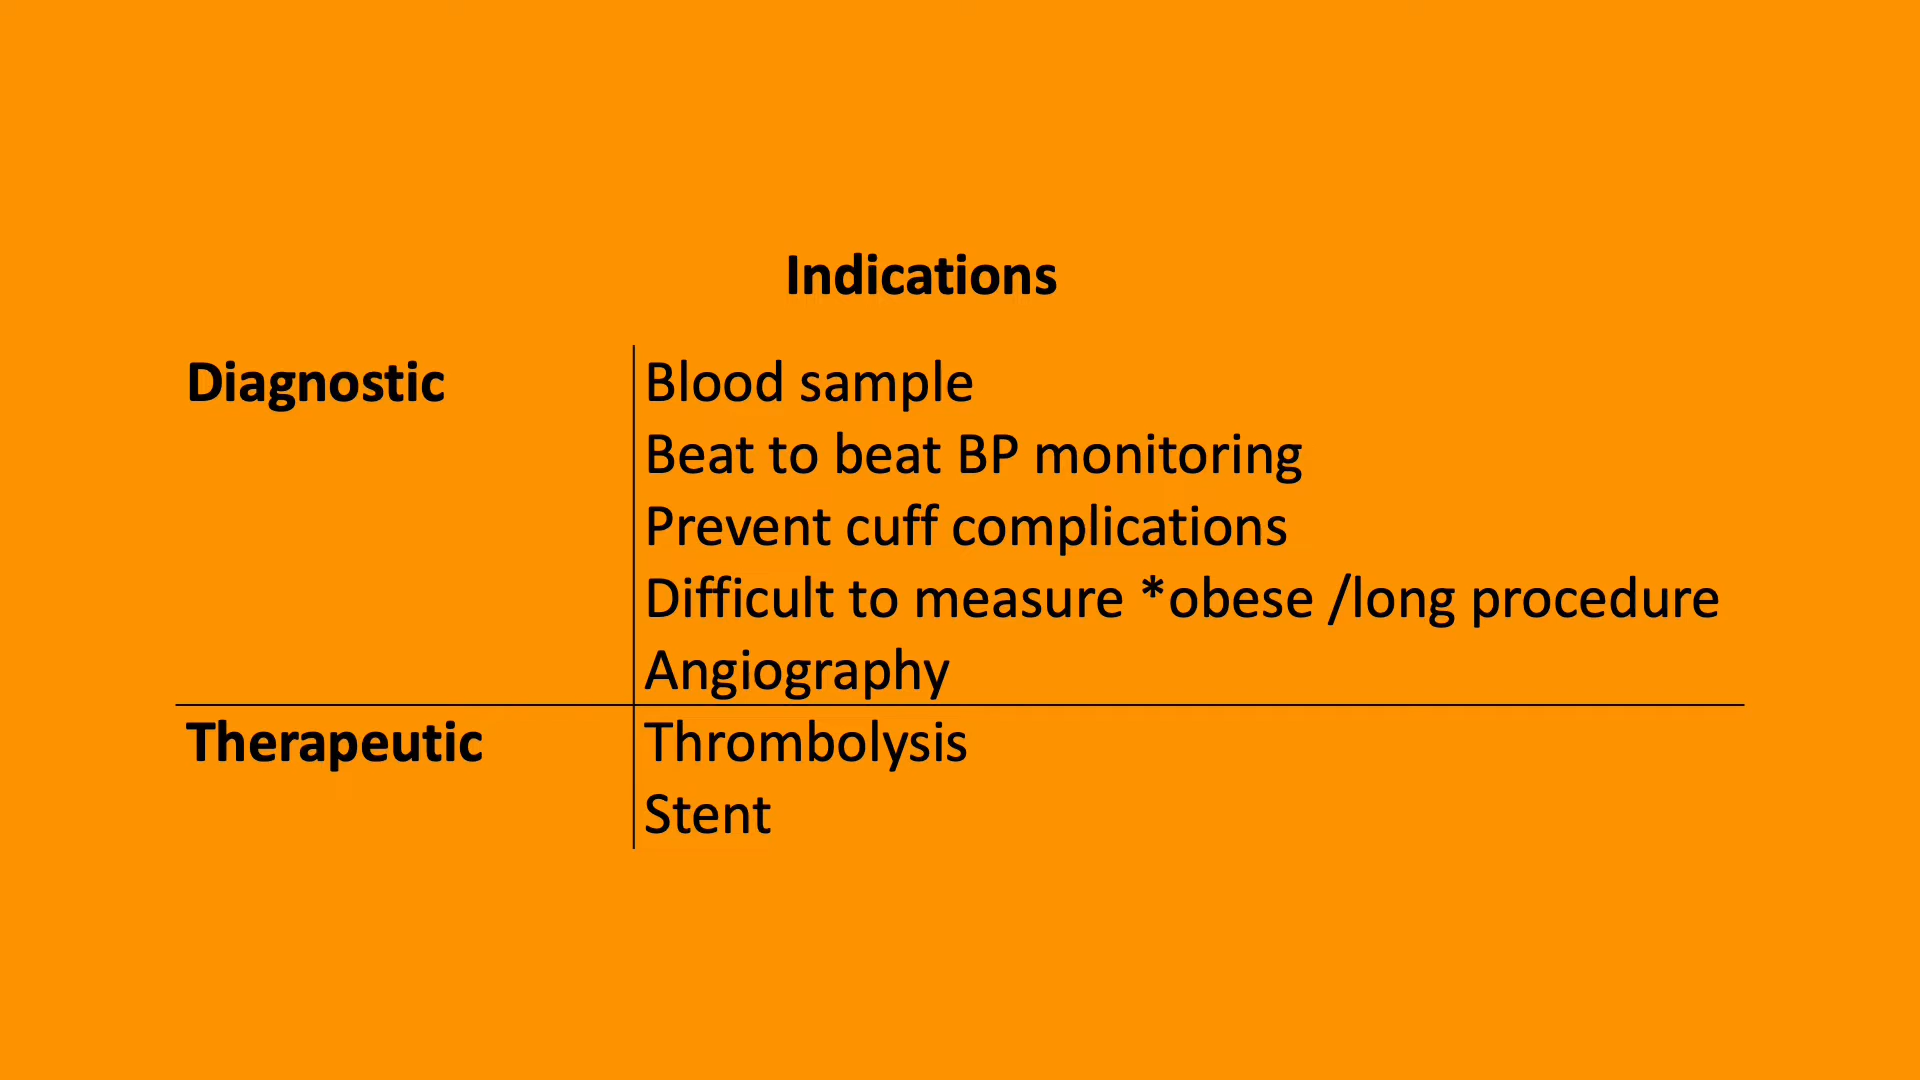 Indications
Diagnostic
Blood sample
Beat to beat BP monitoring
Prevent cuff complications
Difficult to measure *obese /long procedure
Angiography
Therapeutic
Thrombolysis
Stent